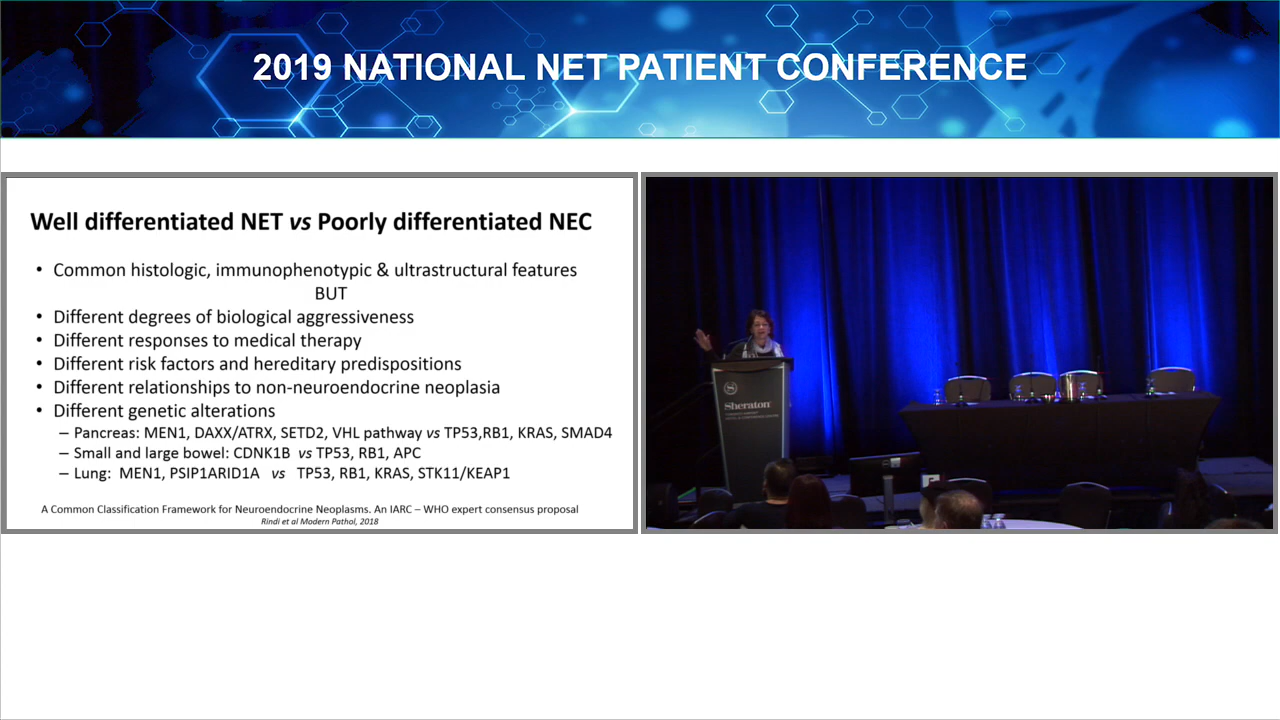 2019 NATIONAL NET PATIENT CONFERENCE
Well differentiated NET vs Poorly differentiated NEC
• Common histologic, immunophenotypic & ultrastructural features
BUT
• Different degrees of biological aggressiveness
• Different responses to medical therapy
• Different risk factors and hereditary predispositions
• Different relationships to non-neuroendocrine neoplasia
• Different genetic alterations
– Pancreas: MEN1, DAXX/ATRX, SETD2, VHL pathway vs TP53,RB1, KRAS, SMAD4
– Small and large bowel: CDNK1B vs TP53, RB1, APC
– Lung: MEN1, PSIP1ARID1A vs TP53, RB1, KRAS, STK11/KEAP1
A Common Classification Framework for Neuroendocrine Neoplasms. An IARC – WHO expert consensus proposal
Rindi et al Modern Pathol, 2018
Sheraton